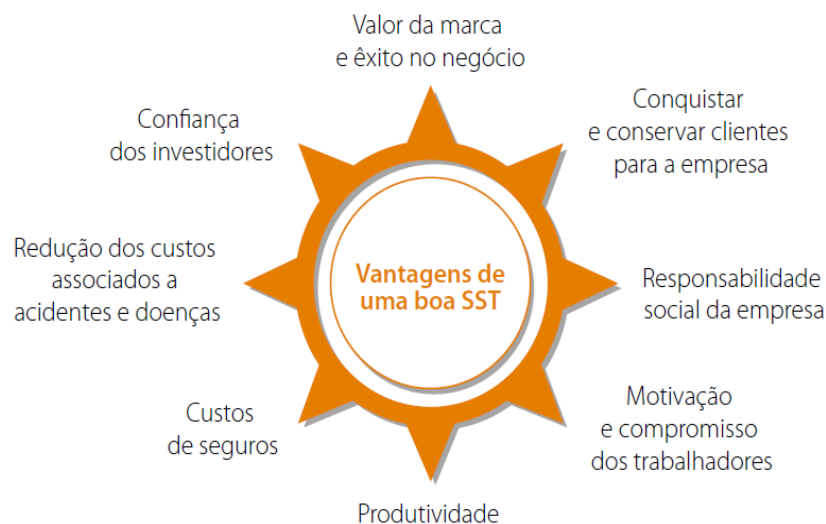 Valor da marca
e êxito no negócio
Conquistar
e conservar clientes
para a empresa
Responsabilidade
social da empresa
Motivação
e compromisso
dos trabalhadores
Produtividade
Custos
de seguros
Redução dos custos
associados a
acidentes e doenças
Confiança
dos investidores
Vantagens de
uma boa SST